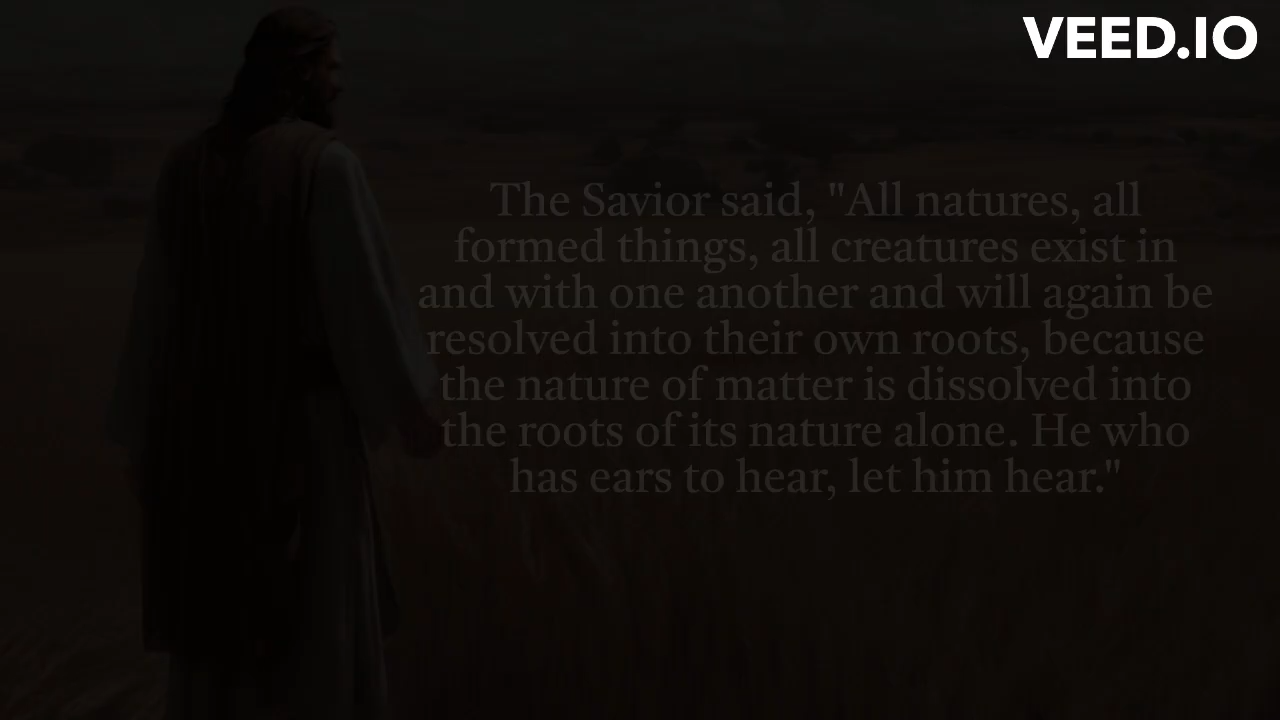 VEED.IO
The Savior said, "All natures, all
formed things, all creatures exist in
and with one another and will again be
resolved into their own roots, because
the nature of matter is dissolved into
the roots of its nature alone. He who
has ears to hear, let him hear."